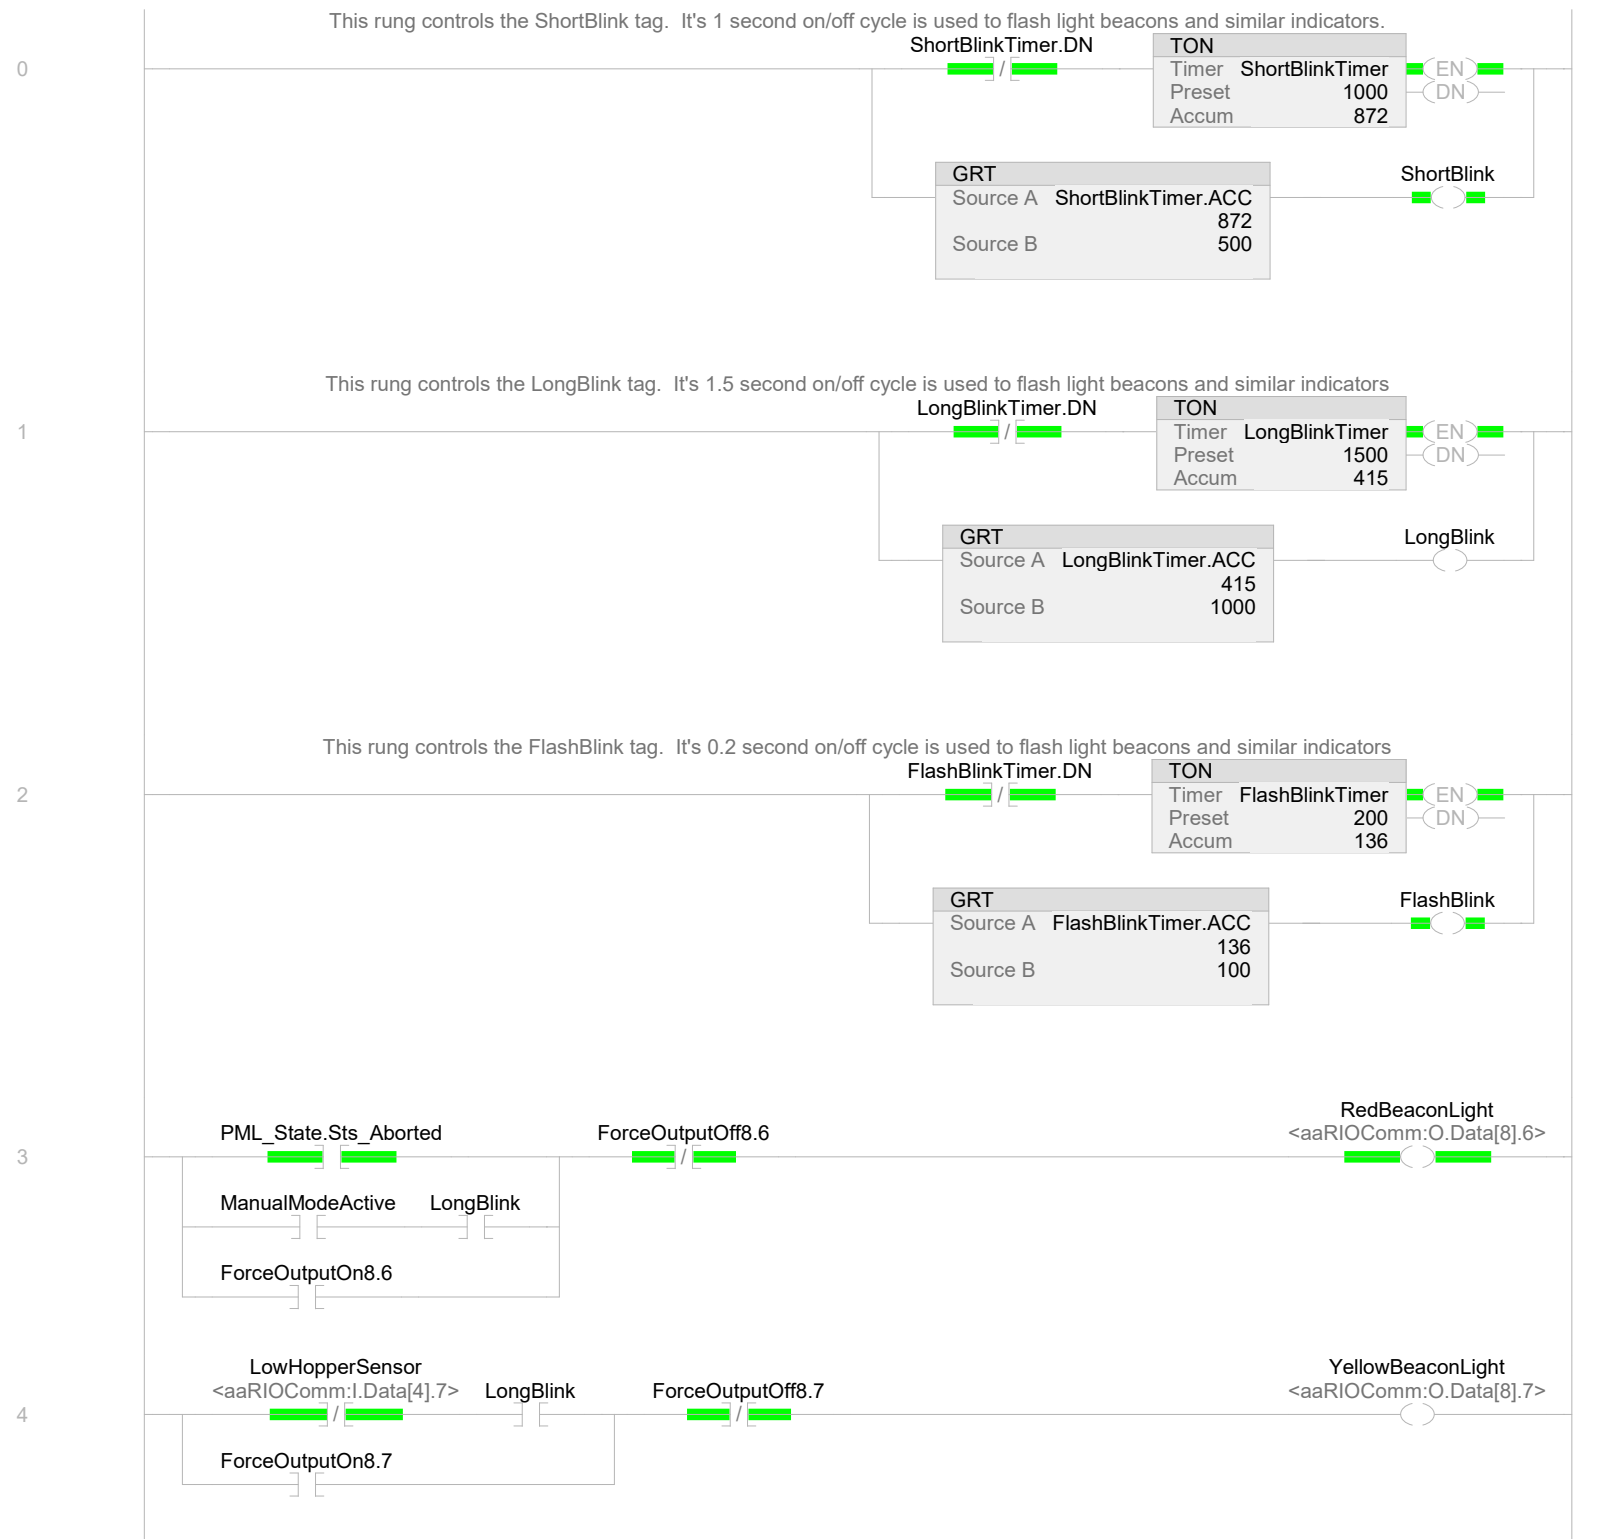 This rung controls the ShortBlink tag.  It's 1 second on/off cycle is used to flash light beacons and similar indicators.
0
ShortBlinkTimer.DN
/
TON
Timer ShortBlinkTimer
Preset 1000
Accum 872
EN
DN
GRT
Source A ShortBlinkTimer.ACC
872
Source B 500
ShortBlink
This rung controls the LongBlink tag.  It's 1.5 second on/off cycle is used to flash light beacons and similar indicators
1
LongBlinkTimer.DN
/
TON
Timer LongBlinkTimer
Preset 1500
Accum 415
EN
DN
GRT
Source A LongBlinkTimer.ACC
415
Source B 1000
LongBlink
This rung controls the FlashBlink tag.  It's 0.2 second on/off cycle is used to flash light beacons and similar indicators
2
FlashBlinkTimer.DN
/
TON
Timer FlashBlinkTimer
Preset 200
Accum 136
EN
DN
GRT
Source A FlashBlinkTimer.ACC
136
Source B 100
FlashBlink
3
PML_State.Sts_Aborted
ForceOutputOff8.6
/
RedBeaconLight
<aaRIOComm:O.Data[8].6>
ManualModeActive LongBlink
ForceOutputOn8.6
4
LowHopperSensor
<aaRIOComm:I.Data[4].7>
/
LongBlink
ForceOutputOff8.7
/
YellowBeaconLight
<aaRIOComm:O.Data[8].7>
ForceOutputOn8.7